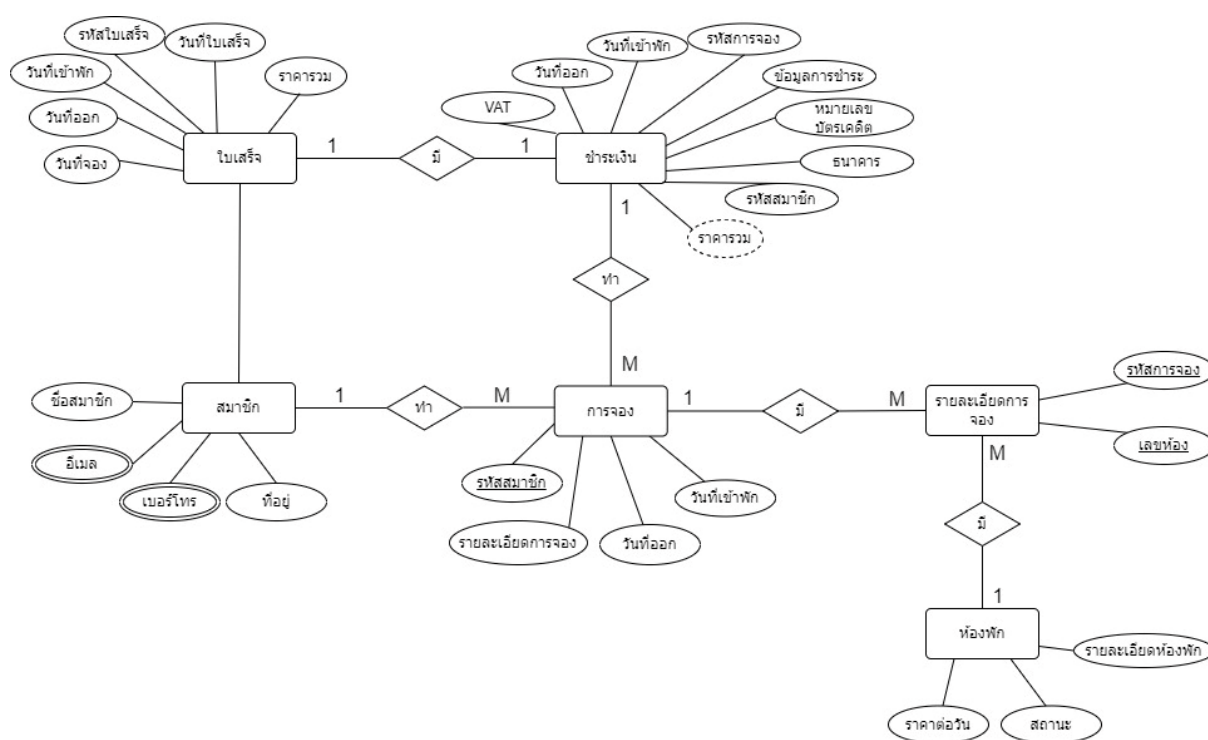 รหัสใบเสร็จ
วันที่ใบเสร็จ
วันที่เข้าพัก
ราคารวม
วันที่ออก
วันที่จอง
ใบเสร็จ
1
มี
1
วันที่เข้าพัก
รหัสการจอง
วันที่ออก
ข้อมูลการชำระ
VAT
หมายเลข
บัตรเคดิต
ชำระเงิน
ธนาคาร
รหัสสมาชิก
1
ราคารวม
ทำ
M
ชื่อสมาชิก
สมาชิก
1
ทำ
M
การจอง
1
มี
M
รายละเอียดการ
จอง
รหัสการจอง
เลขห้อง
อีเมล
เบอร์โทร
ที่อยู่
รหัสสมาชิก
วันที่เข้าพัก
รายละเอียดการจอง
วันที่ออก
M
มี
1
ห้องพัก
รายละเอียดห้องพัก
ราคาต่อวัน
สถานะ